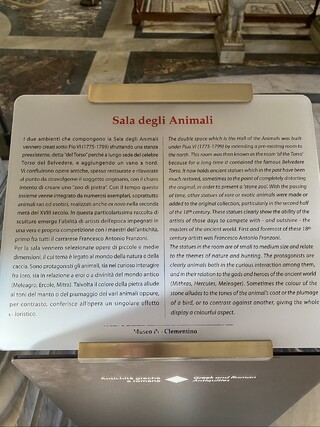 Sala degli Animali
I due ambienti che compongono la Sala degli Animali
vennero creati sotto Pio VI (1775-1799) sfruttando una stanza
preesistente, detta "del Torso" perché a lungo sede del celebre
Torso del Belvedere, e aggiungendo un vano a nord.
Vi confluirono opere antiche, spesso restaurate e rilavorate
al punto da stravolgerne il soggetto originario, con il chiaro
intento di creare uno "zoo di pietra". Col tempo questo
insieme venne integrato da numerosi esemplari, soprattutto
animali rari od esotici, realizzati anche ex novo nella seconda
metà del XVIII secolo. In questa particolarissima raccolta di
sculture emerge l'abilità di artisti dell'epoca impegnati in
una vera e propria competizione con i maestri dell'antichità,
primo fra tutti il carrarese Francesco Antonio Franzoni.
Per la sala vennero selezionate opere di piccole e medie
dimensioni, il cui tema è legato al mondo della natura e della
caccia. Sono protagonisti gli animali, sia nel curioso interagire
fra loro, sia in relazione a eroi o a divinità del mondo antico
(Meleagro, Ercole, Mitra). Talvolta il colore della pietra allude
ai toni del manto o del piumaggio dei vari animali oppure,
per contrasto, conferisce all'opera un singolare effetto
coloristico.
The double space which is the Hall of the Animals was built
under Pius VI (1775-1799) by extending a pre-existing room to
the north. This room was then known as the room 'of the Torso'
because for a long time it contained the famous Belvedere
Torso. It now holds ancient statues which in the past have been
much restored, sometimes to the point of completely distorting
the original, in order to present a 'stone zoo'. With the passing
of time, other statues of rare or exotic animals were made or
added to the original collection, particularly in the second half
of the 18th century. These statues clearly show the ability of the
artists of those days to compete with - and outshine - the
masters of the ancient world. First and foremost of these 18th
century artists was Francesco Antonio Franzoni.
The statues in the room are of small to medium size and relate
to the themes of nature and hunting. The protagonists are
clearly animals both in the curious interaction among them,
and in their relation to the gods and heroes of the ancient world
(Mithras, Hercules, Meleager). Sometimes the colour of the
stone alludes to the tones of the animal's coat or the plumage
of a bird, or to contrast against another, giving the whole
display a colourful aspect.
Museo Clementino
Antichità greche
e romane
Greek and Roman
Antiquities